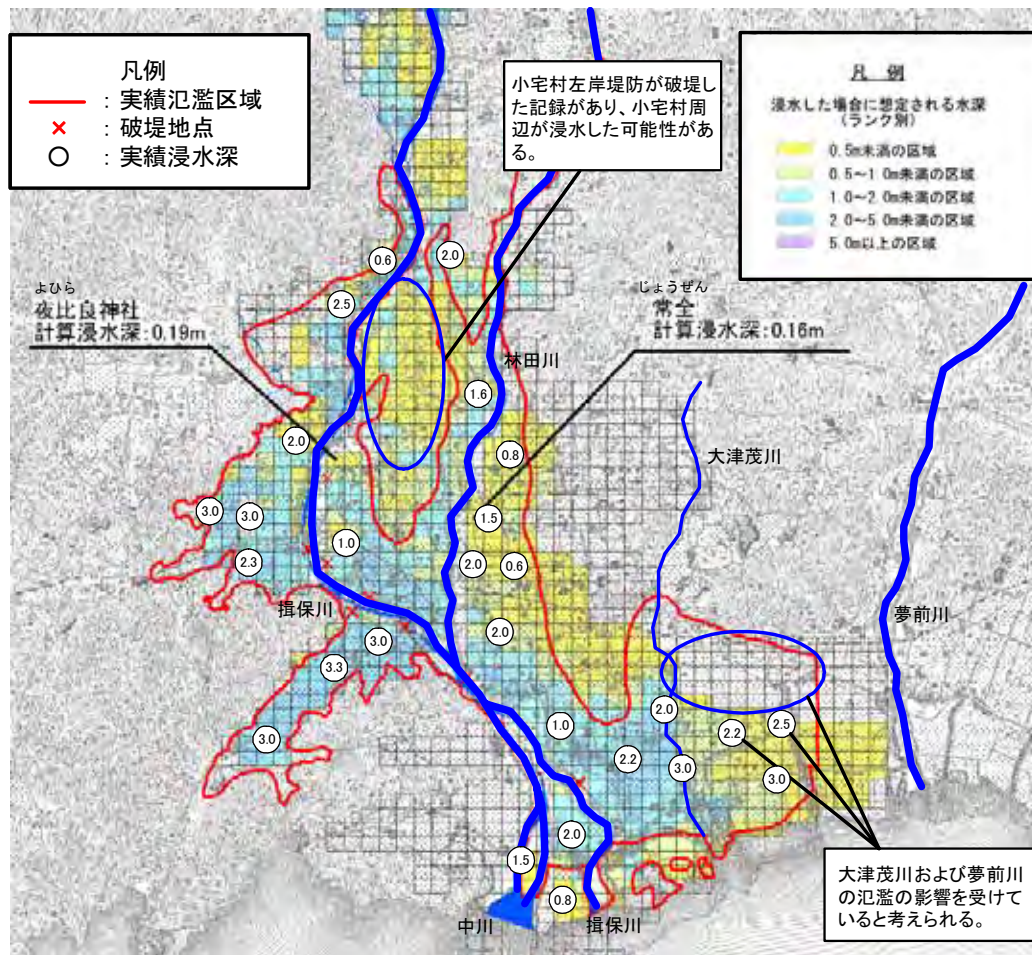 凡例
：実績氾濫区域
× ：破堤地点
：実績浸水深
小宅村左岸堤防が破堤し
た記録があり、小宅村周
辺が浸水した可能性があ
る。
凡 例
浸水した場合に想定される水深
（ランク別）
0.5m未満の区域
0.5～1.0m未満の区域
1.0～2.0m未満の区域
2.0～5.0m未満の区域
5.0m以上の区域
よひら
夜比良神社
計算浸水深:0.19m
じょうぜん
常全
計算浸水深:0.16m
0.6
2.0
2.5
林田川
1.6
2.0
0.8
大津茂川
3.0
3.0
1.5
1.0
2.3
2.0
0.6
揖保川
夢前川
2.0
3.0
3.3
3.0
1.0
2.0
2.2
2.5
2.2
3.0
3.0
2.0
1.5
0.8
中川
揖保川
大津茂川および夢前川
の氾濫の影響を受けて
いると考えられる。